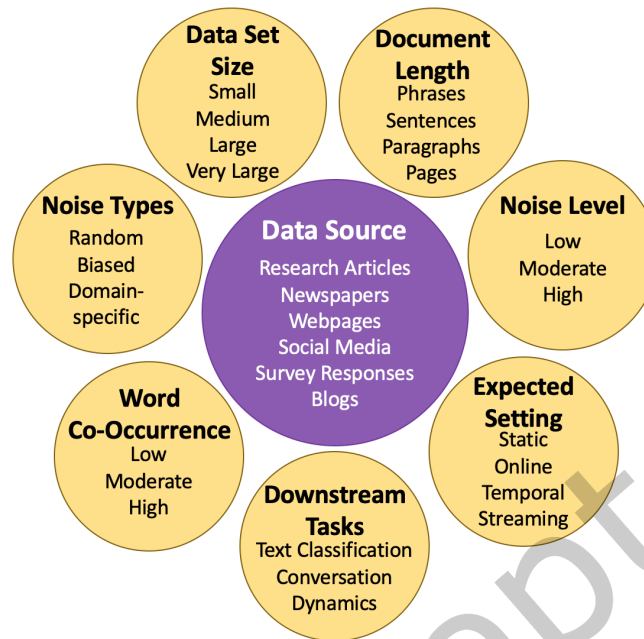 Data Set
Size
Small
Medium
Large
Very Large
Document
Length
Phrases
Sentences
Paragraphs
Pages
Noise Types
Random
Biased
Domain-
specific
Data Source
Research Articles
Newspapers
Webpages
Social Media
Survey Responses
Blogs
Noise Level
Low
Moderate
High
Word
Co-Occurrence
Low
Moderate
High
Expected
Setting
Static
Online
Temporal
Streaming
Downstream
Tasks
Text Classification
Conversation
Dynamics